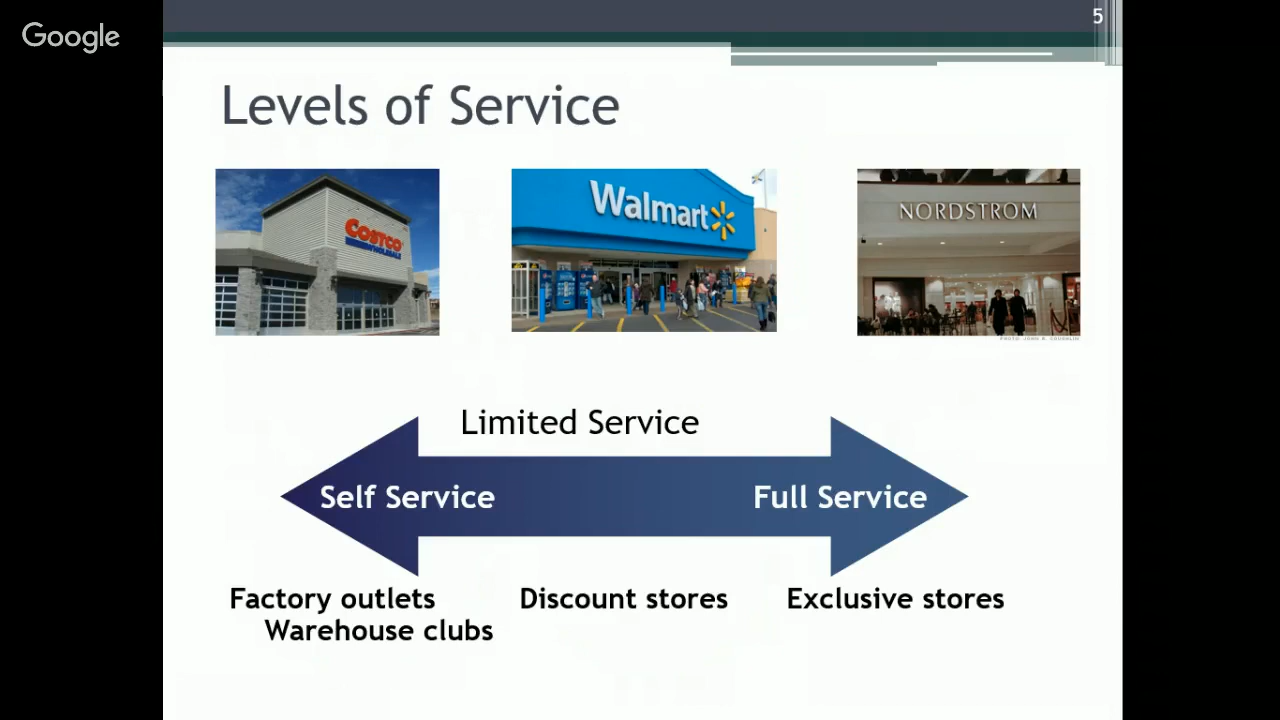 Google
5
Levels of Service
COSTCO
WHOLESALE
Walmart
NORDSTROM
Limited Service
Self Service
Full Service
Factory outlets
Discount stores
Exclusive stores
Warehouse clubs